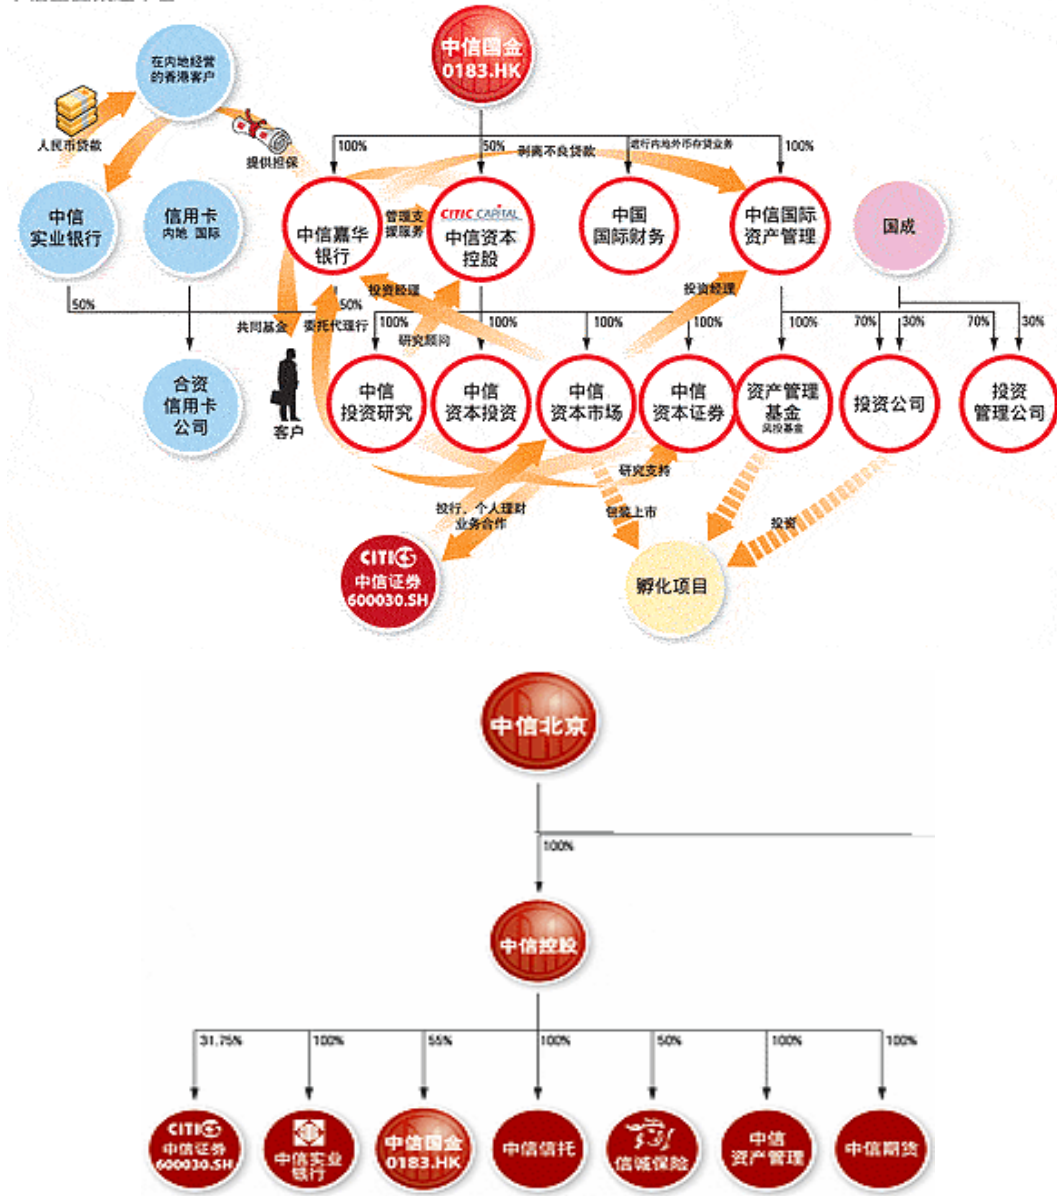 在内地经营
的香港客户
中信国金
0183.HK
人民币贷款
提供担保
100%
50%
剥离不良贷款
进行内地外币存贷业务
100%
中信
实业银行
信用卡
内地 国际
中信嘉华
银行
管理支
援服务
CITIC CAPITAL
中信资本
控股
中国
国际财务
中信国际
资产管理
国成
投资经理
投资经理
50%
50%
共同基金
委托代理行
100%
研究顾问
100%
100%
100%
100%
70%
30%
70%
30%
合资
信用卡
公司
客户
中信
投资研究
中信
资本投资
中信
资本市场
中信
资本证券
资产管理
基金
风投基金
投资公司
投资
管理公司
研究支持
投行、个人理财
业务合作
包装上市
投资
CITICS
中信证券
600030.SH
孵化项目
中信北京
100%
中信控股
31.75%
100%
55%
100%
50%
100%
100%
CITICS
中信证券
600030.SH
中信实业
银行
中信国金
0183.HK
中信信托
信诚保险
中信
资产管理
中信期货